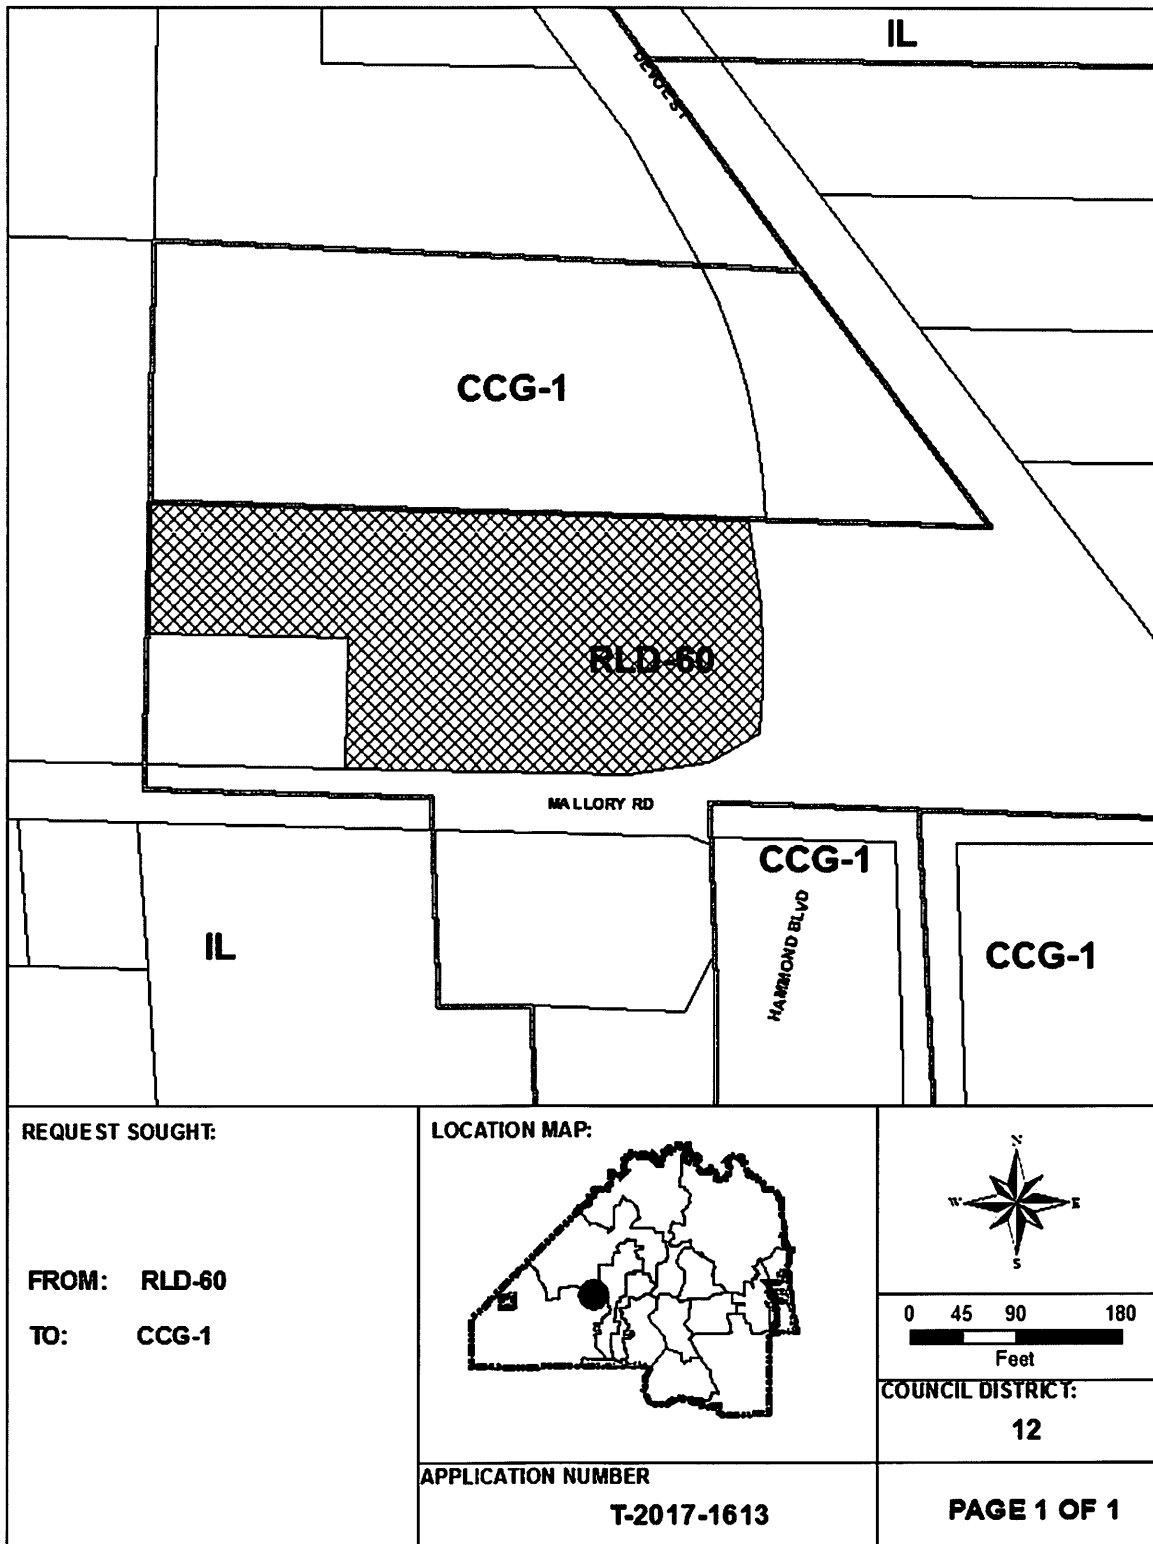 IL
DEVOE ST
CCG-1
RLD-60
MALLORY RD
CCG-1
HAMMOND BLVD
IL
CCG-1
REQUEST SOUGHT:
FROM: RLD-60
TO: CCG-1
LOCATION MAP:
N
W E
S
0 45 90 180
Feet
COUNCIL DISTRICT:
12
APPLICATION NUMBER
T-2017-1613
PAGE 1 OF 1